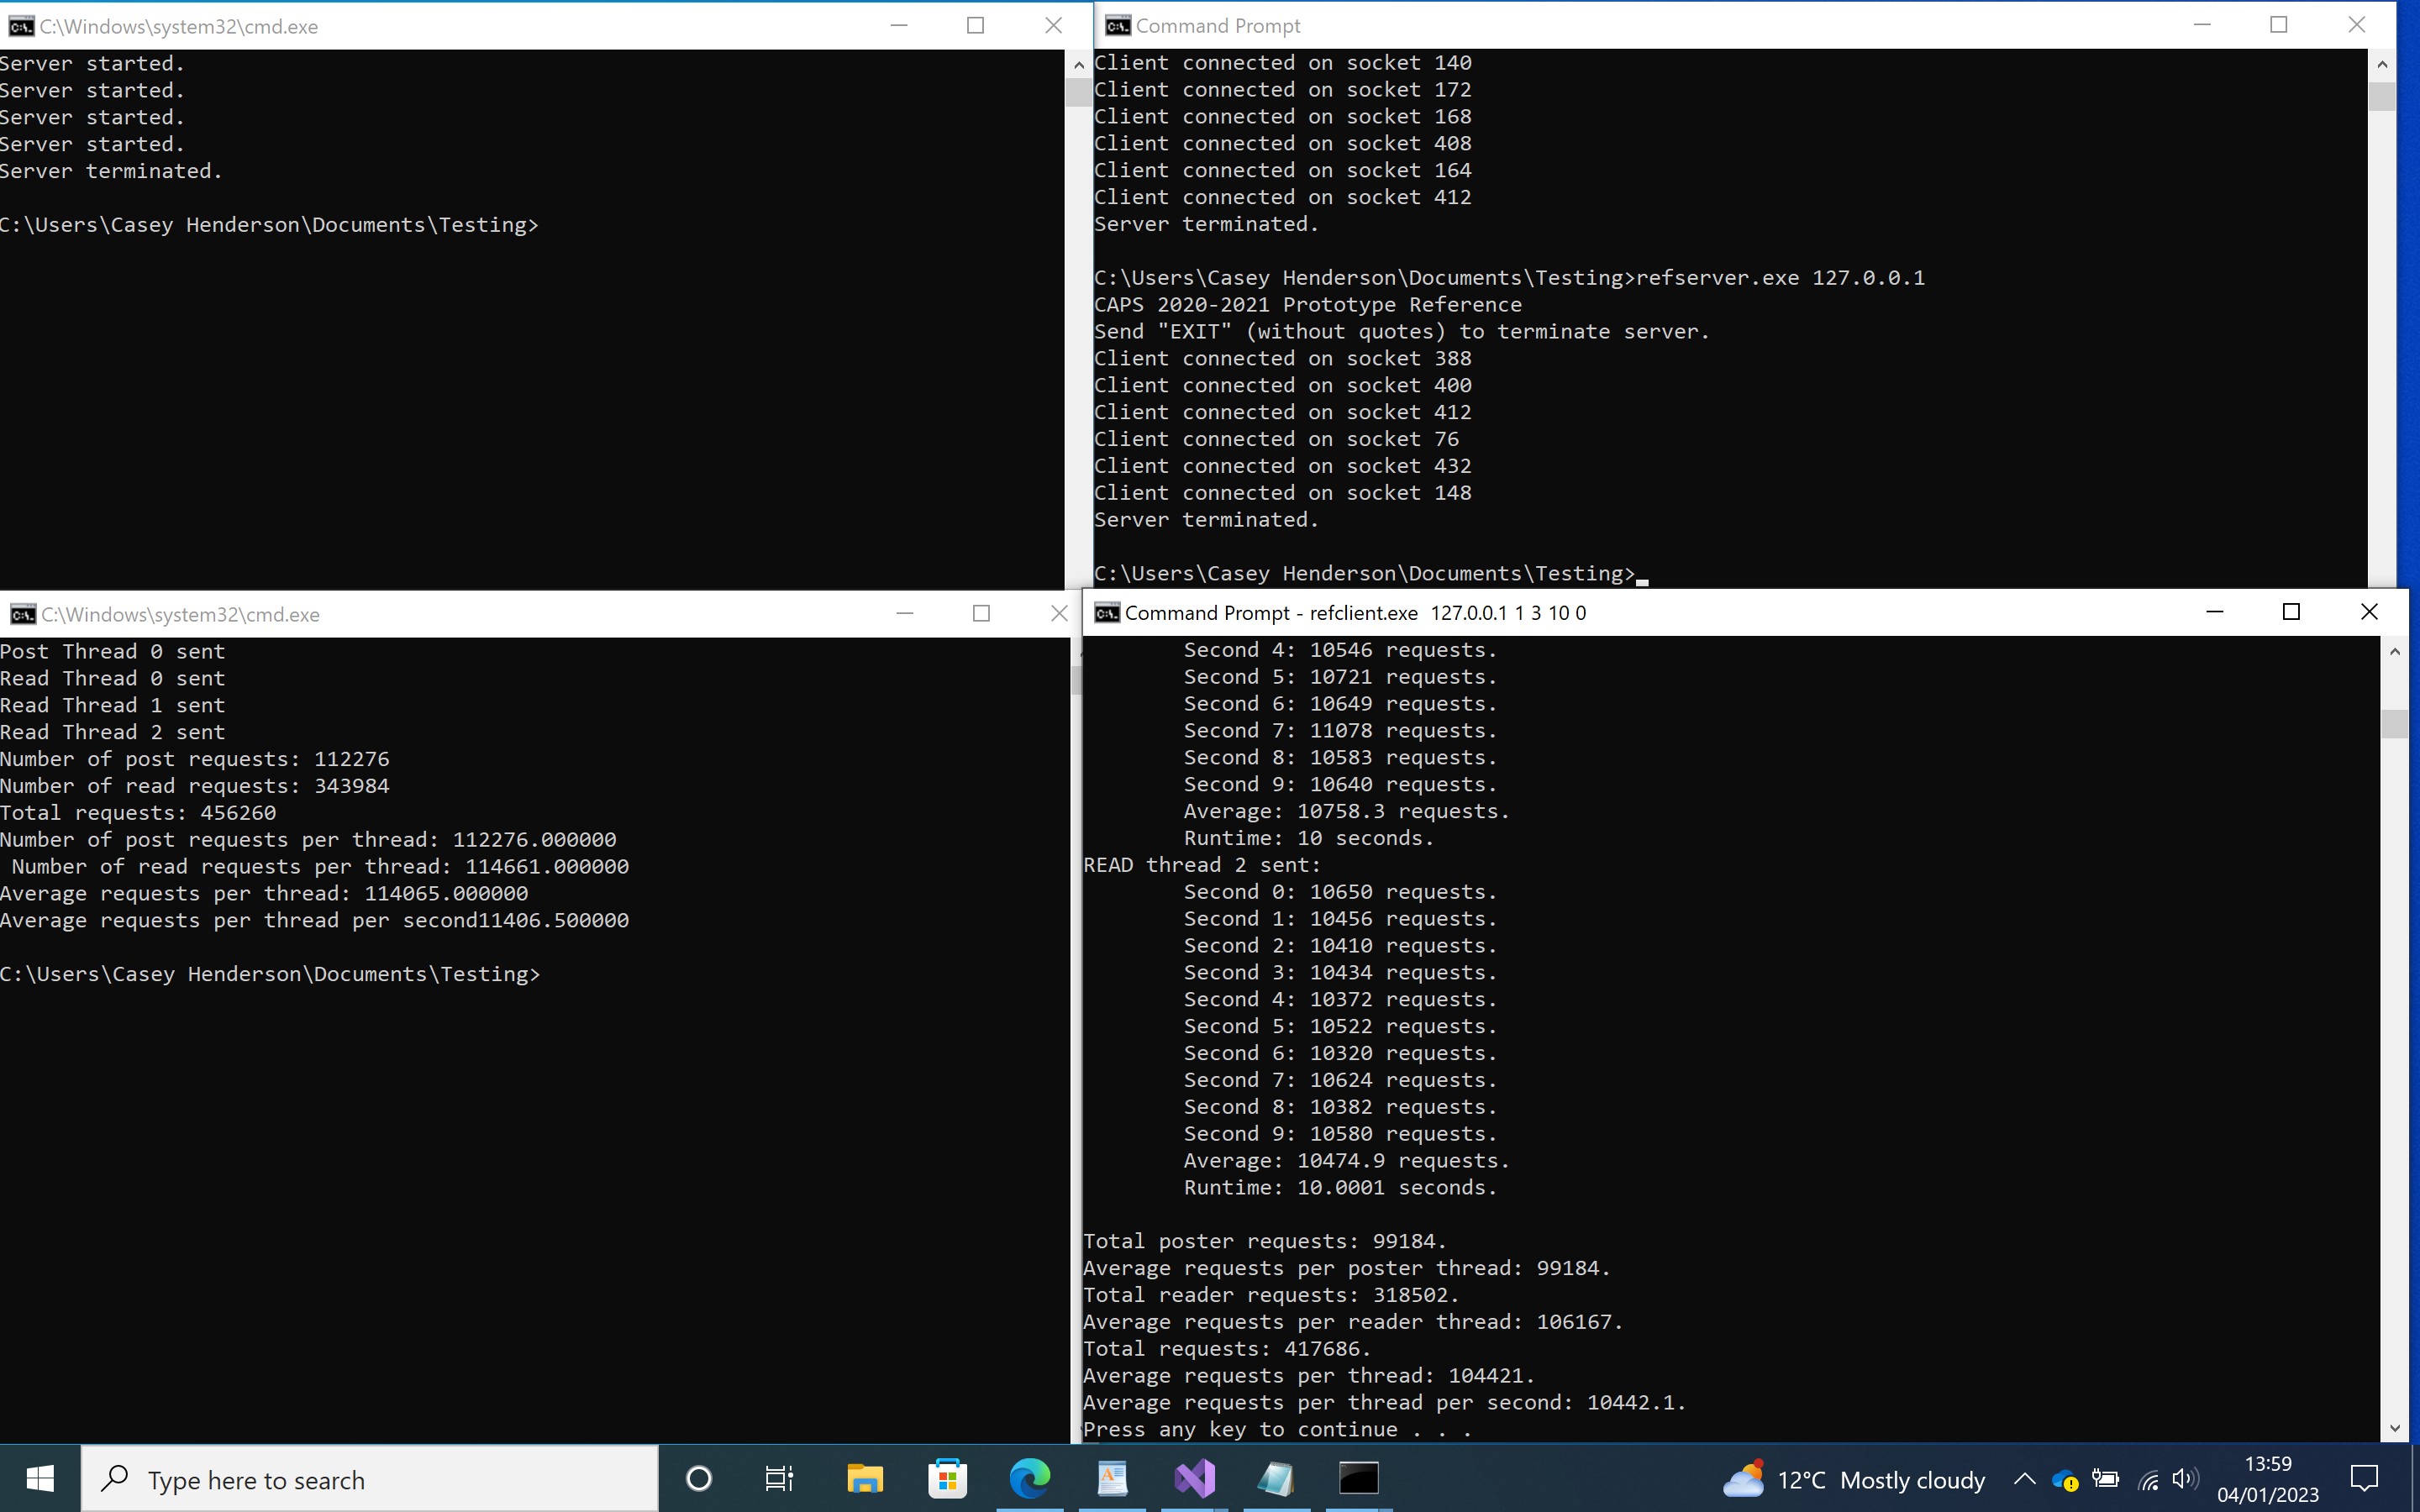 C:\Windows\system32\cmd.exe
Server started.
Server started.
Server started.
Server started.
Server terminated.
C:\Users\Casey Henderson\Documents\Testing>
Command Prompt
Client connected on socket 140
Client connected on socket 172
Client connected on socket 168
Client connected on socket 408
Client connected on socket 164
Client connected on socket 412
Server terminated.
C:\Users\Casey Henderson\Documents\Testing>refserver.exe 127.0.0.1
CAPS 2020-2021 Prototype Reference
Send "EXIT" (without quotes) to terminate server.
Client connected on socket 388
Client connected on socket 400
Client connected on socket 412
Client connected on socket 76
Client connected on socket 432
Client connected on socket 148
Server terminated.
C:\Users\Casey Henderson\Documents\Testing>
C:\Windows\system32\cmd.exe
Post Thread 0 sent
Read Thread 0 sent
Read Thread 1 sent
Read Thread 2 sent
Number of post requests: 112276
Number of read requests: 343984
Total requests: 456260
Number of post requests per thread: 112276.000000
Number of read requests per thread: 114661.000000
Average requests per thread: 114065.000000
Average requests per thread per second11406.500000
C:\Users\Casey Henderson\Documents\Testing>
Command Prompt - refclient.exe 127.0.0.1 1 3 10 0
Second 4: 10546 requests.
Second 5: 10721 requests.
Second 6: 10649 requests.
Second 7: 11078 requests.
Second 8: 10583 requests.
Second 9: 10640 requests.
Average: 10758.3 requests.
Runtime: 10 seconds.
READ thread 2 sent:
Second 0: 10650 requests.
Second 1: 10456 requests.
Second 2: 10410 requests.
Second 3: 10434 requests.
Second 4: 10372 requests.
Second 5: 10522 requests.
Second 6: 10320 requests.
Second 7: 10624 requests.
Second 8: 10382 requests.
Second 9: 10580 requests.
Average: 10474.9 requests.
Runtime: 10.0001 seconds.
Total poster requests: 99184.
Average requests per poster thread: 99184.
Total reader requests: 318502.
Average requests per reader thread: 106167.
Total requests: 417686.
Average requests per thread: 104421.
Average requests per thread per second: 10442.1.
Press any key to continue . . .
Type here to search
12°C Mostly cloudy
13:59
04/01/2023